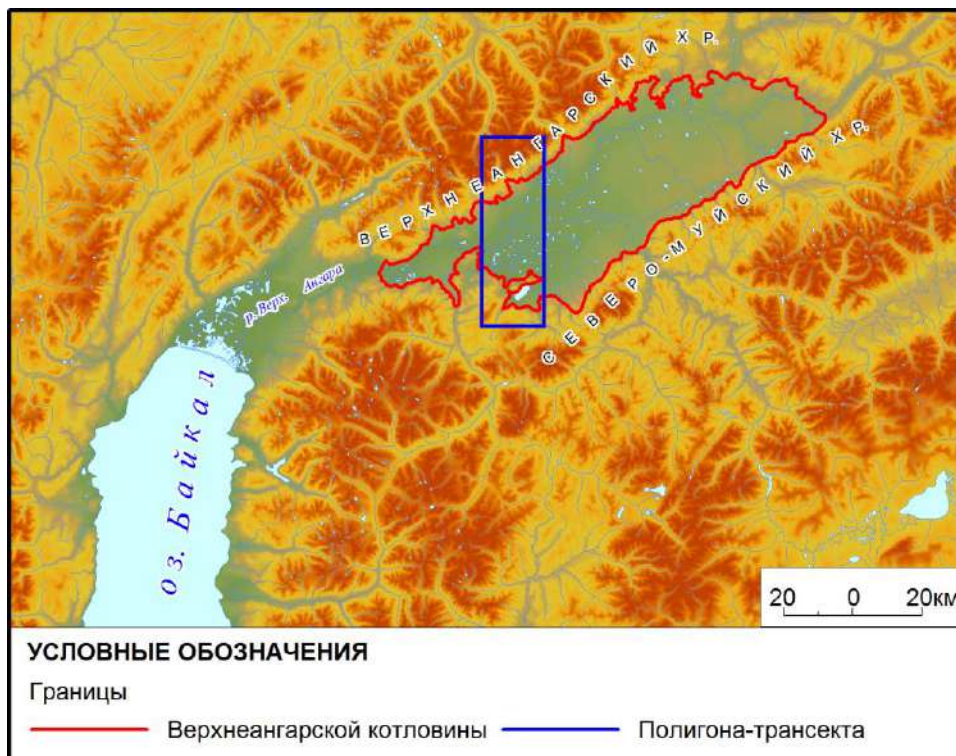 ВЕРХНЕАНГАРСКИЙ ХР.
СЕВЕРО-МУЙСКИЙ ХР.
р. Верх. Ангара
оз. Байкал
20 0 20км
УСЛОВНЫЕ ОБОЗНАЧЕНИЯ
Границы
Верхнеангарской котловины Полигона-трансекта